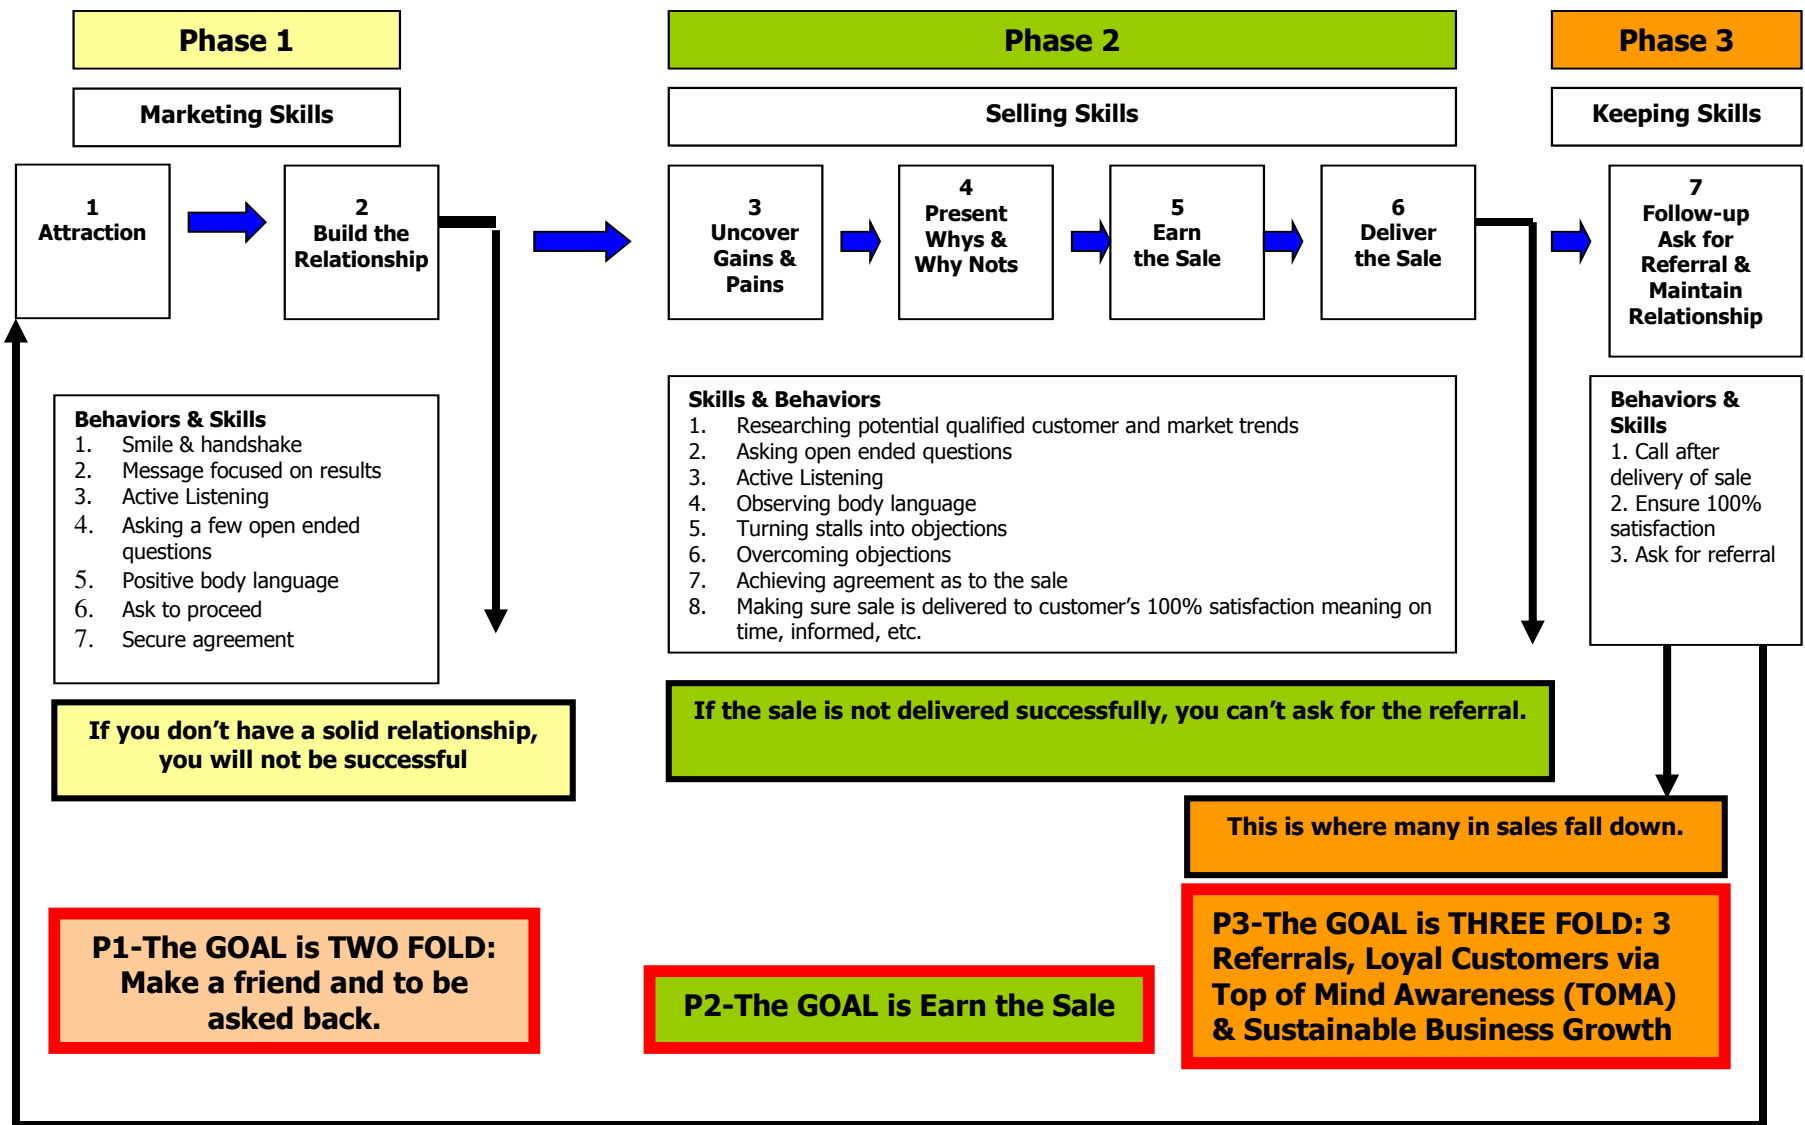 Phase 1
Phase 2
Phase 3
Marketing Skills
Selling Skills
Keeping Skills
1
Attraction
2
Build the
Relationship
3
Uncover
Gains &
Pains
4
Present
Whys &
Why Nots
5
Earn
the Sale
6
Deliver
the Sale
7
Follow-up
Ask for
Referral &
Maintain
Relationship
Behaviors & Skills
1. Smile & handshake
2. Message focused on results
3. Active Listening
4. Asking a few open ended
questions
5. Positive body language
6. Ask to proceed
7. Secure agreement
Skills & Behaviors
1. Researching potential qualified customer and market trends
2. Asking open ended questions
3. Active Listening
4. Observing body language
5. Turning stalls into objections
6. Overcoming objections
7. Achieving agreement as to the sale
8. Making sure sale is delivered to customer’s 100% satisfaction meaning on
time, informed, etc.
Behaviors &
Skills
1. Call after
delivery of sale
2. Ensure 100%
satisfaction
3. Ask for referral
If you don’t have a solid relationship,
you will not be successful
If the sale is not delivered successfully, you can’t ask for the referral.
This is where many in sales fall down.
P1-The GOAL is TWO FOLD:
Make a friend and to be
asked back.
P2-The GOAL is Earn the Sale
P3-The GOAL is THREE FOLD: 3
Referrals, Loyal Customers via
Top of Mind Awareness (TOMA)
& Sustainable Business Growth